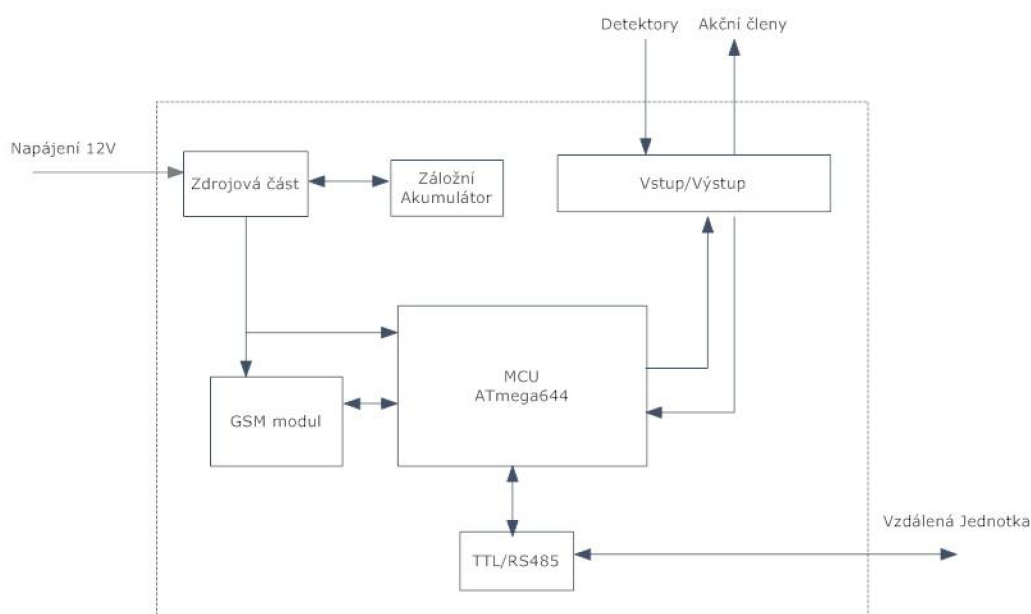 Detektory
Akční členy
Napájení 12V
Zdrojová část
Záložní
Akumulátor
Vstup/Výstup
MCU
ATmega644
GSM modul
Vzdálená Jednotka
TTL/RS485